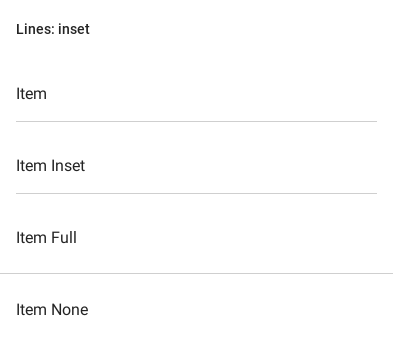 Lines: inset
Item
Item Inset
Item Full
Item None